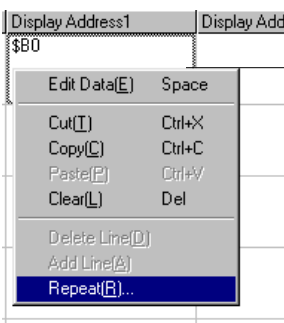 Display Address1 Display Add
$B0
Edit Data(E) Space
Cut(T) Ctrl+X
Copy(C) Ctrl+C
Paste(P) Ctrl+V
Clear(L) Del
Delete Line(D)
Add Line(A)
Repeat(R)...